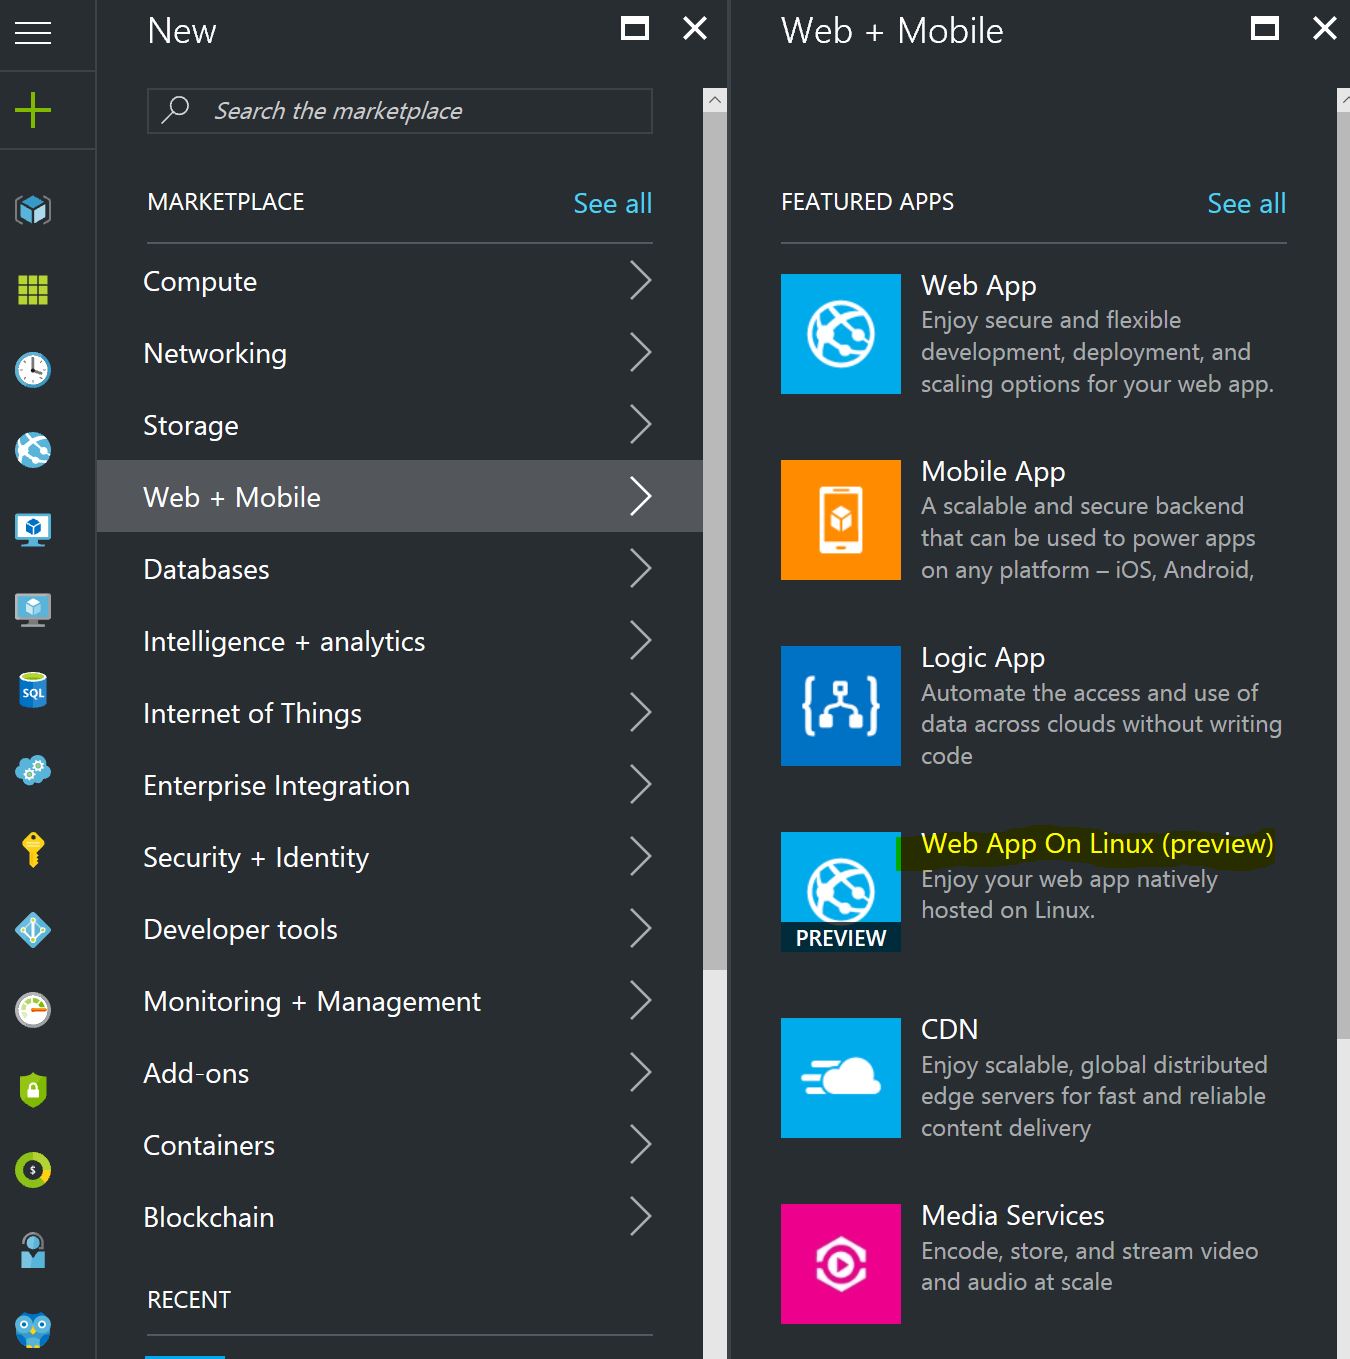 New
Search the marketplace
MARKETPLACE
See all
Compute
Networking
Storage
Web + Mobile
Databases
Intelligence + analytics
Internet of Things
Enterprise Integration
Security + Identity
Developer tools
Monitoring + Management
Add-ons
Containers
Blockchain
RECENT
SQL
$
Web + Mobile
FEATURED APPS
See all
Web App
Enjoy secure and flexible
development, deployment, and
scaling options for your web app.
Mobile App
A scalable and secure backend
that can be used to power apps
on any platform – iOS, Android,
Logic App
Automate the access and use of
data across clouds without writing
code
Web App On Linux (preview)
Enjoy your web app natively
hosted on Linux.
PREVIEW
CDN
Enjoy scalable, global distributed
edge servers for fast and reliable
content delivery
Media Services
Encode, store, and stream video
and audio at scale